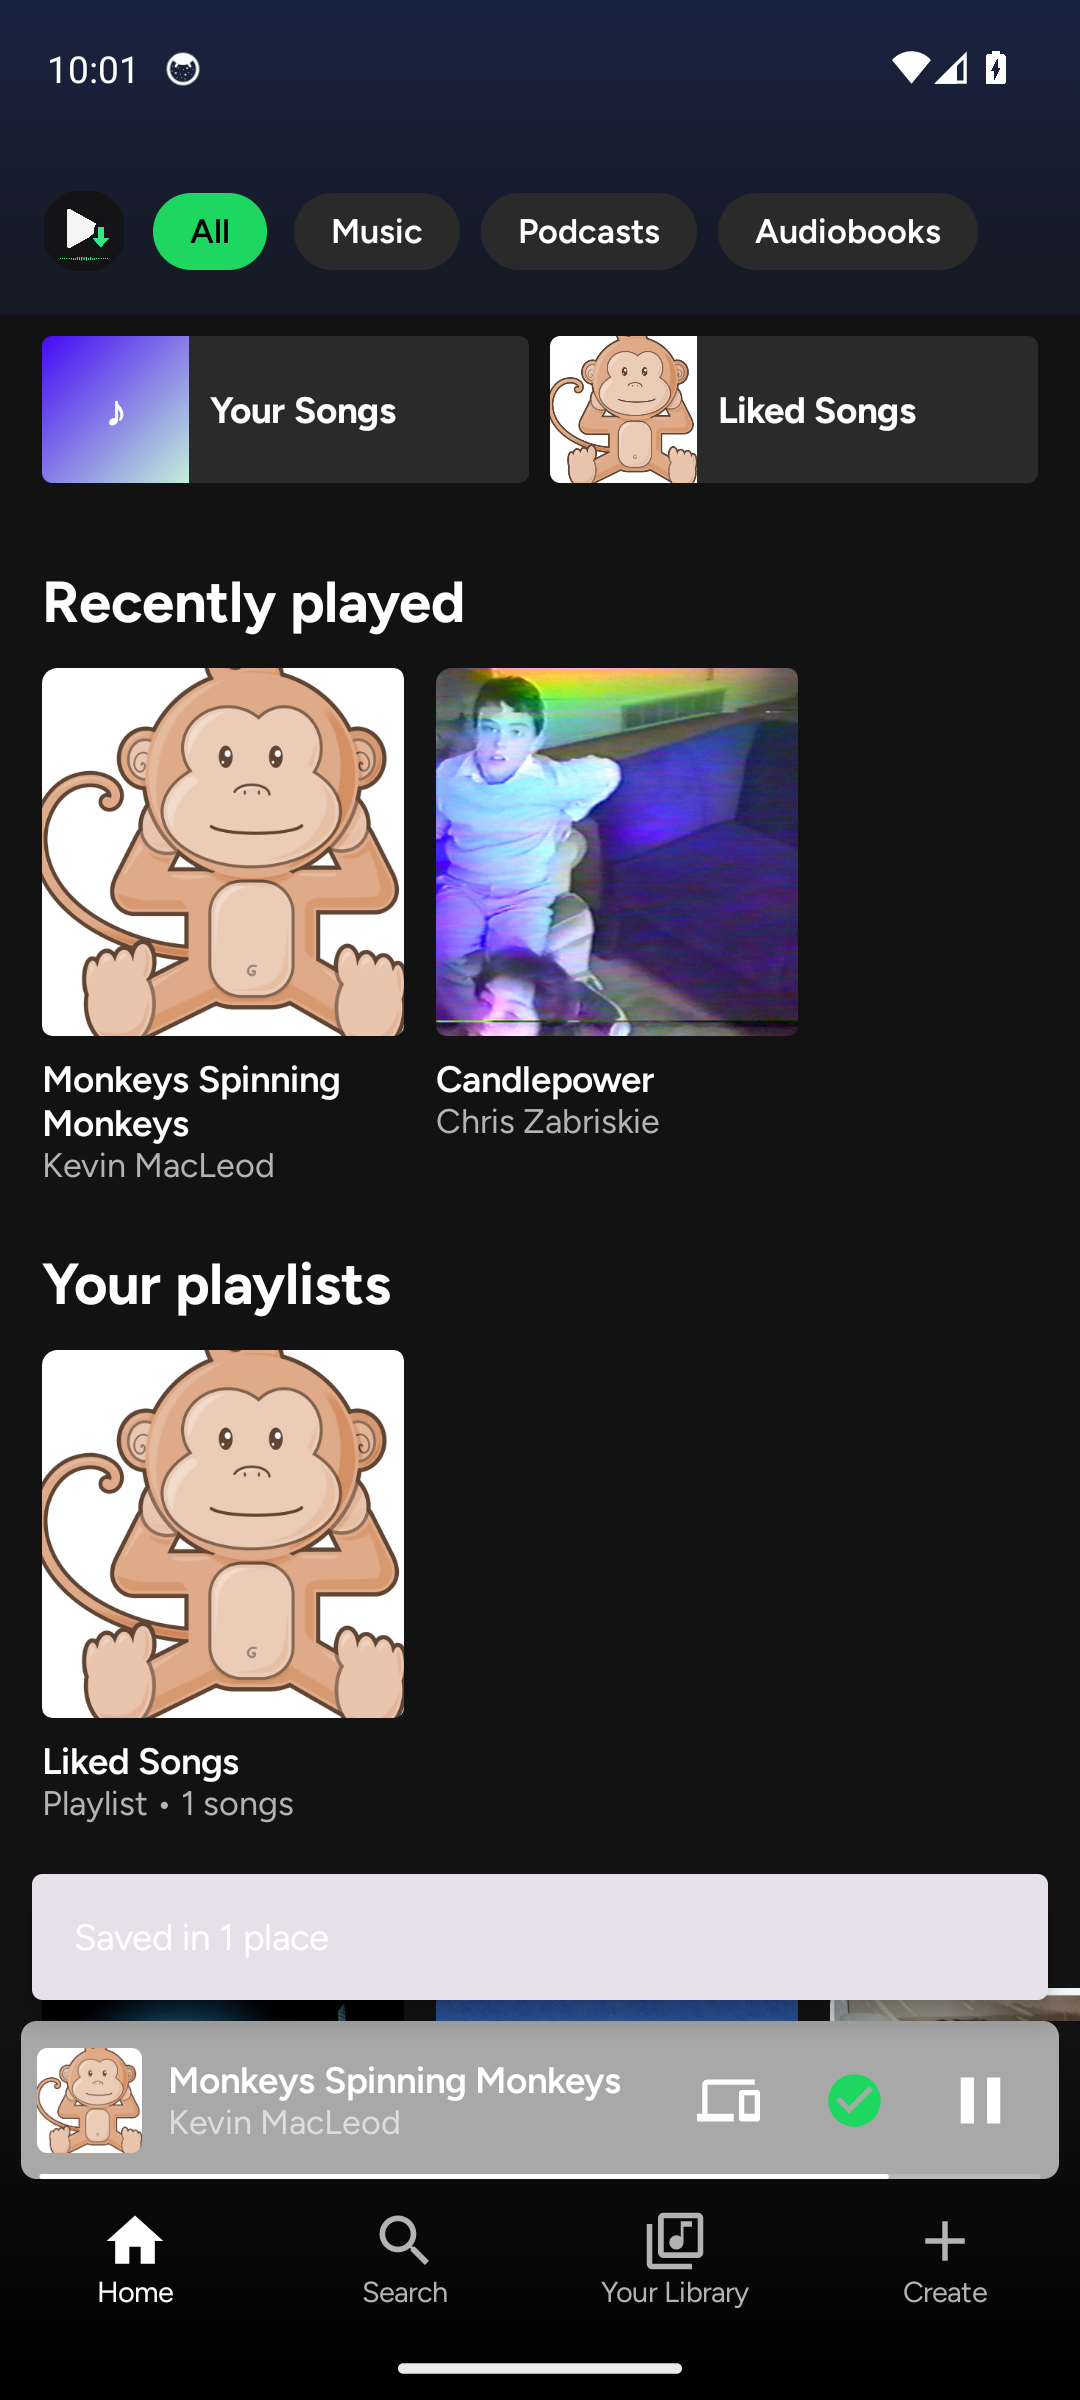 10:01
All
Music
Podcasts
Audiobooks
Your Songs
Liked Songs
Recently played
Monkeys Spinning
Monkeys
Kevin MacLeod
Candlepower
Chris Zabriskie
Your playlists
Liked Songs
Playlist • 1 songs
Saved in 1 place
Monkeys Spinning Monkeys
Kevin MacLeod
Home
Search
Your Library
Create